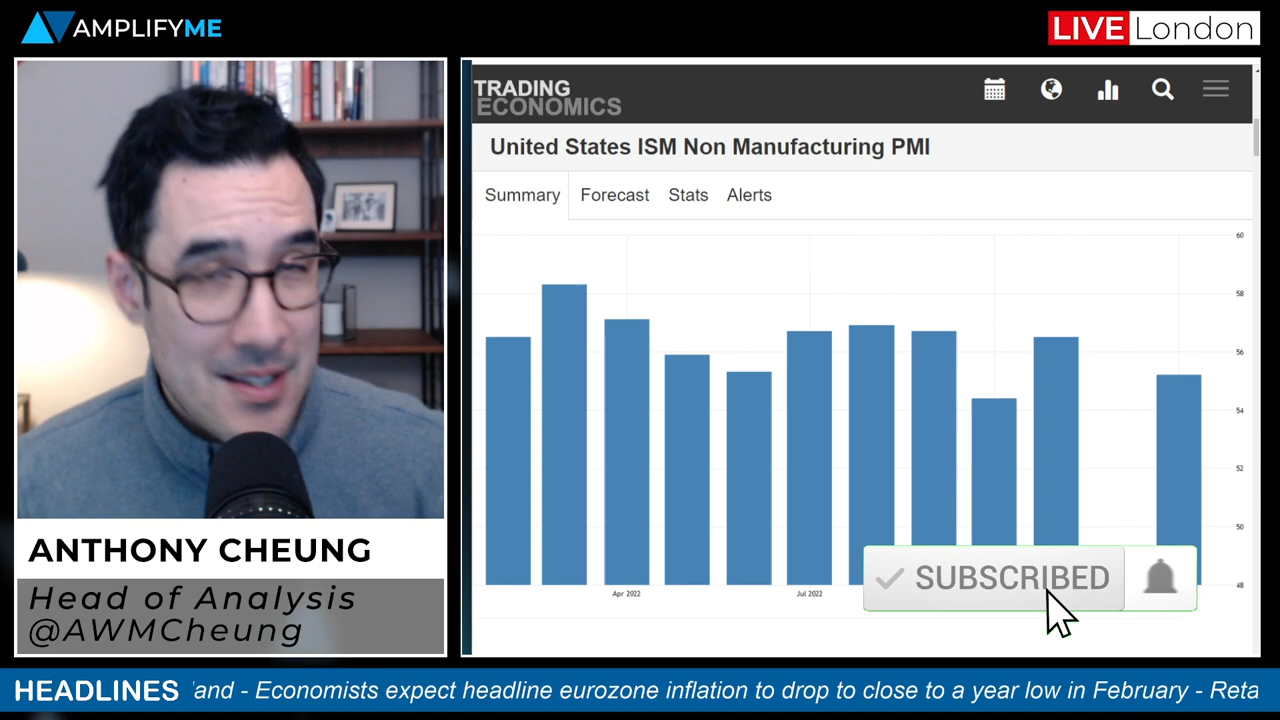 AMPLIFYME
LIVE London
TRADING
ECONOMICS
United States ISM Non Manufacturing PMI
Summary Forecast Stats Alerts
60
58
56
54
52
50
48
Apr 2022 Jul 2022
SUBSCRIBED
ANTHONY CHEUNG
Head of Analysis
@AWMCheung
HEADLINES 'and - Economists expect headline eurozone inflation to drop to close to a year low in February - Reta